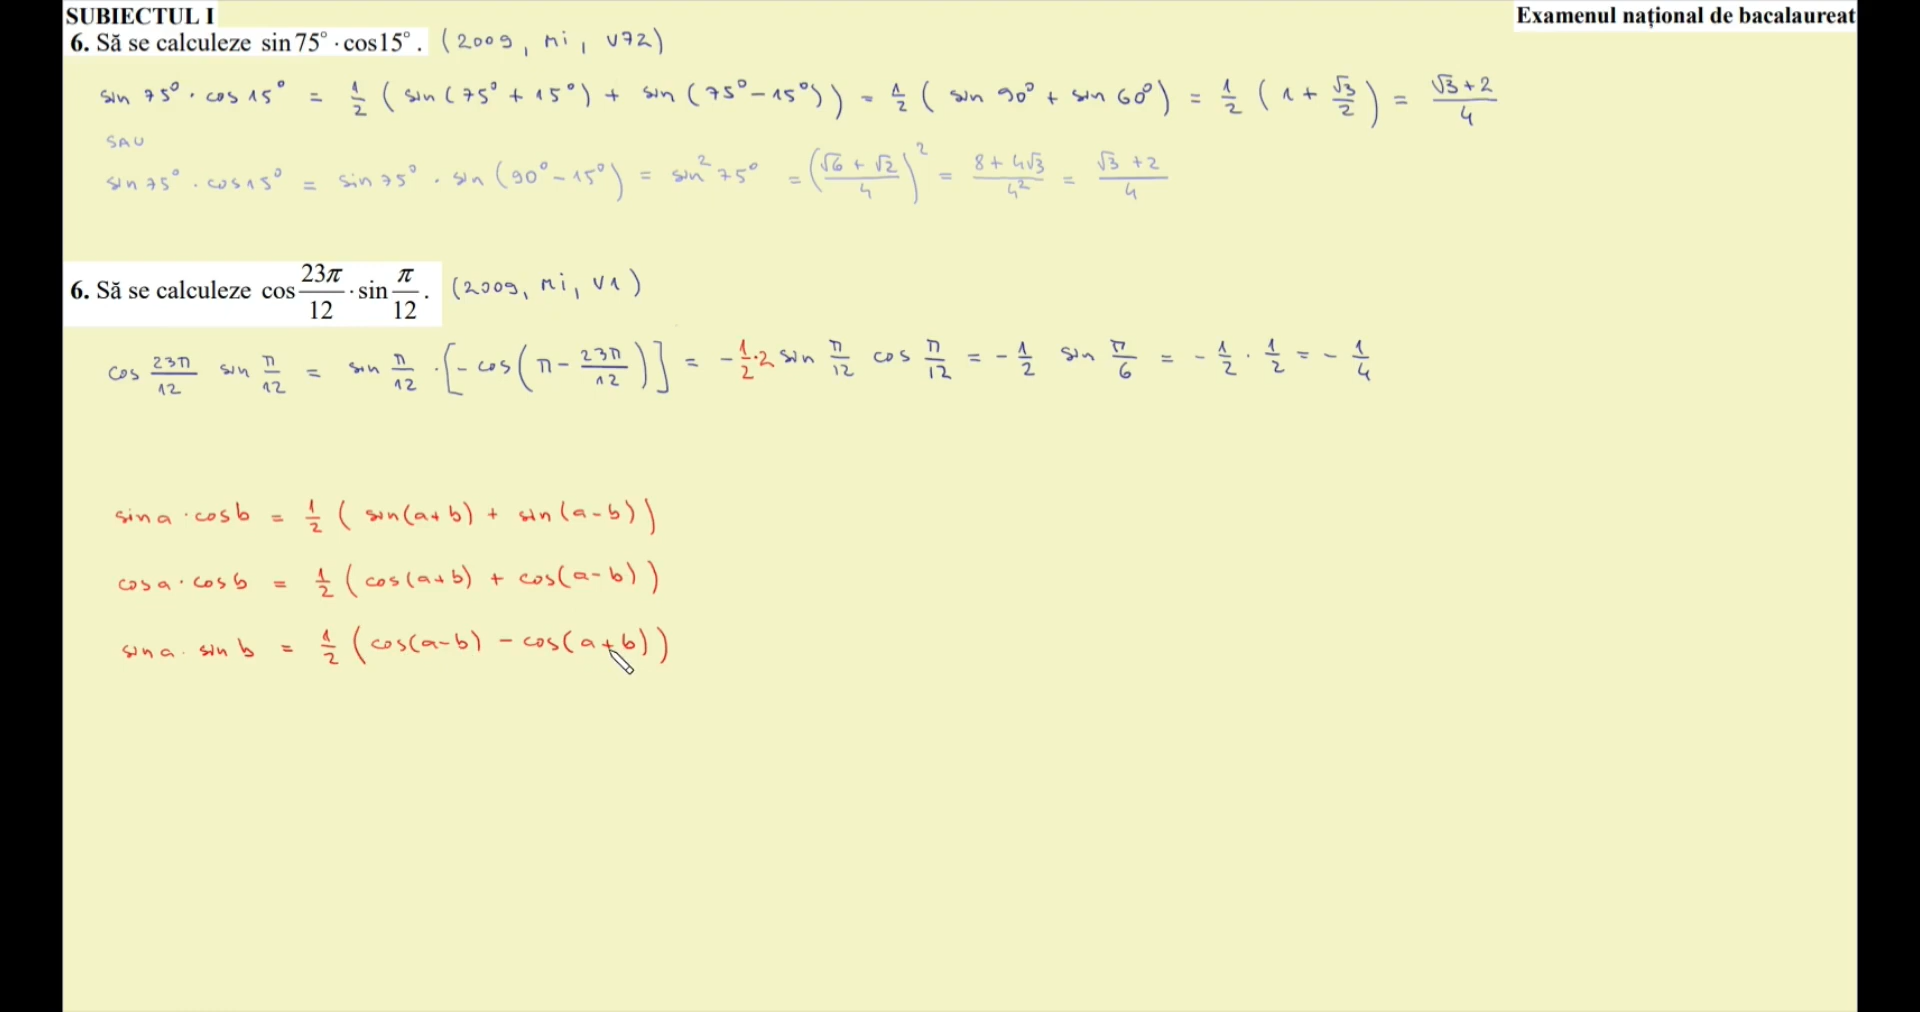 SUBIECTUL I
Examenul național de bacalaureat
6. Să se calculeze sin 75° · cos15°. (2009, M1, V72)
sin 75° · cos 15° = 1/2 ( sin (75° + 15°) + sin (75° − 15°) ) = 1/2 ( sin 90° + sin 60° ) = 1/2 ( 1 + √3/2 ) = (√3 + 2)/4
SAU
sin 75° · cos 15° = sin 75° · sin (90° − 15°) = sin² 75° = ((√6 + √2)/4)² = (8 + 4√3)/4² = (√3 + 2)/4
6. Să se calculeze cos 23π/12 · sin π/12. (2009, M1, V1)
cos 23π/12 sin π/12 = sin π/12 · [ − cos ( π − 23π/12 ) ] = − 1/2 · 2 sin π/12 cos π/12 = − 1/2 sin π/6 = − 1/2 · 1/2 = − 1/4
sin a · cos b = 1/2 ( sin(a+b) + sin(a−b) )
cos a · cos b = 1/2 ( cos(a+b) + cos(a−b) )
sin a · sin b = 1/2 ( cos(a−b) − cos(a+b) )